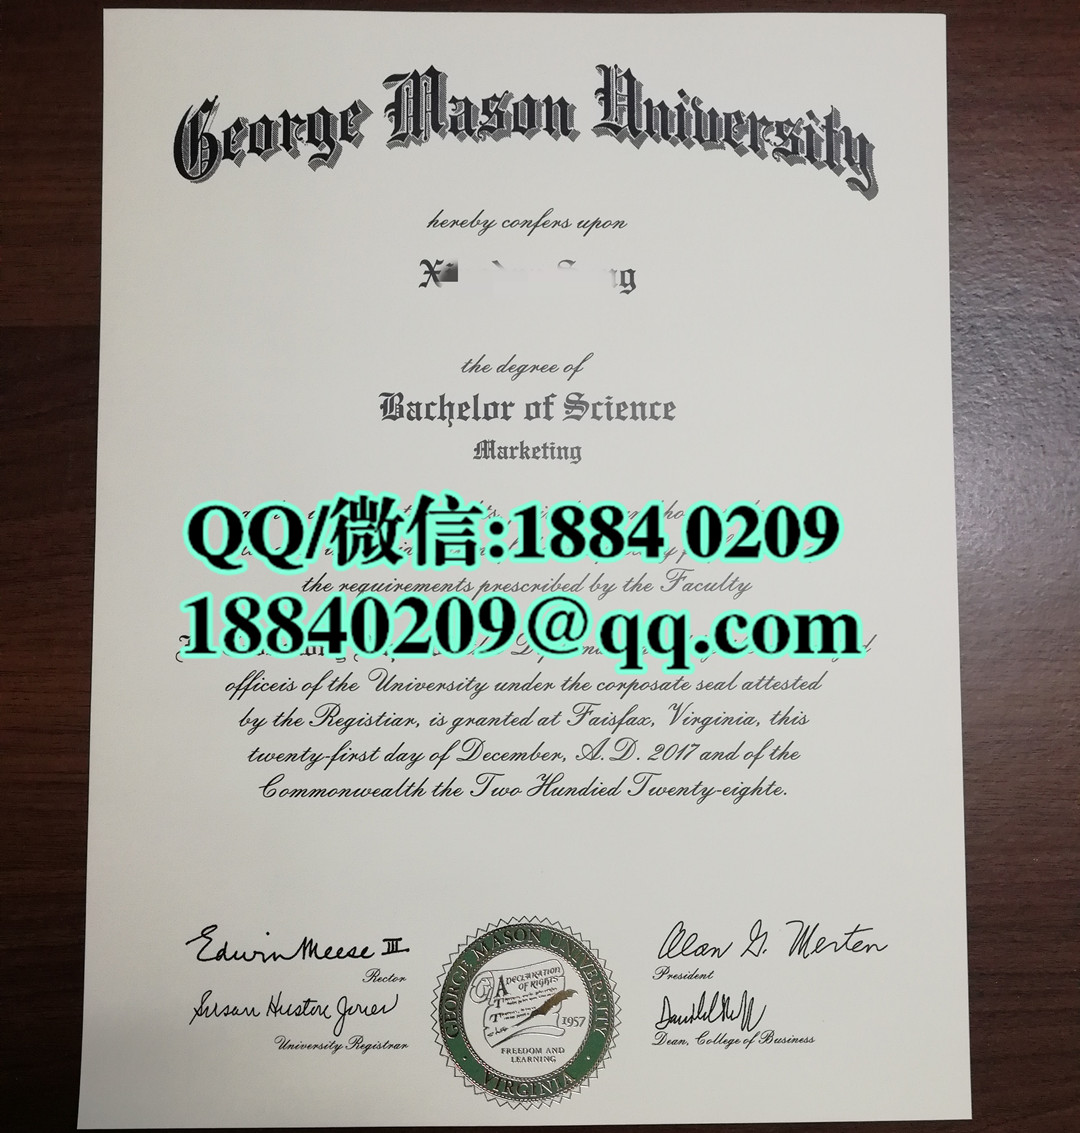 George Mason University
hereby confers upon
the degree of
Bachelor of Science
Marketing
QQ/微信:1884 0209
the requirements prescribed by the Faculty
18840209@qq.com
officeis of the University under the corposate seal attested
by the Registiar, is granted at Faisfax, Virginia, this
twenty-first day of December, A.D. 2017 and of the
Commonwealth the Two Hundied Twenty-eighte.
Edwin Meese III
Rector
Susan Huston Jones
University Registrar
Alan G. Merten
President
Dean, College of Business
GEORGE MASON UNIVERSITY
A DECLARATION
OF RIGHTS
1957
FREEDOM AND
LEARNING
VIRGINIA